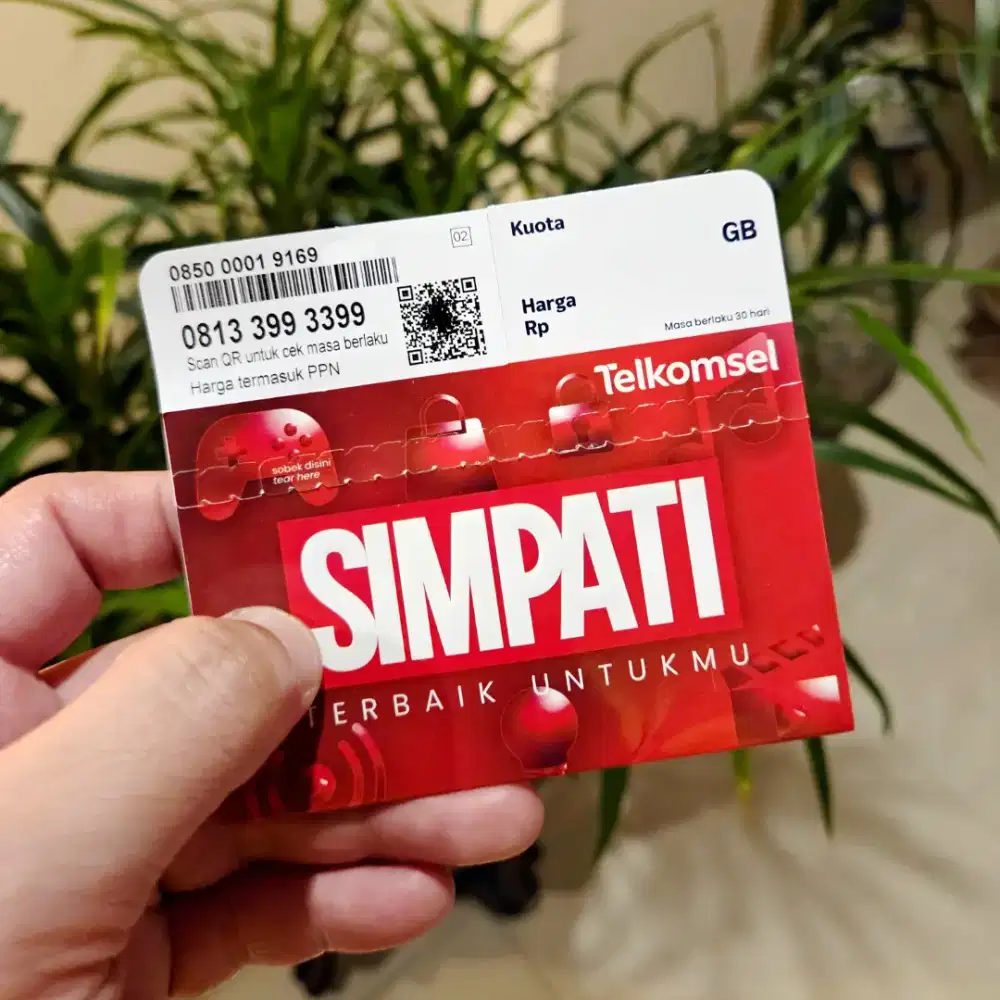 0850 0001 9169
02
0813 399 3399
Scan QR untuk cek masa berlaku
Harga termasuk PPN
Kuota
GB
Harga
Rp
Masa berlaku 30 hari
Telkomsel
sobek disini
tear here
SIMPATI
TERBAIK UNTUKMU